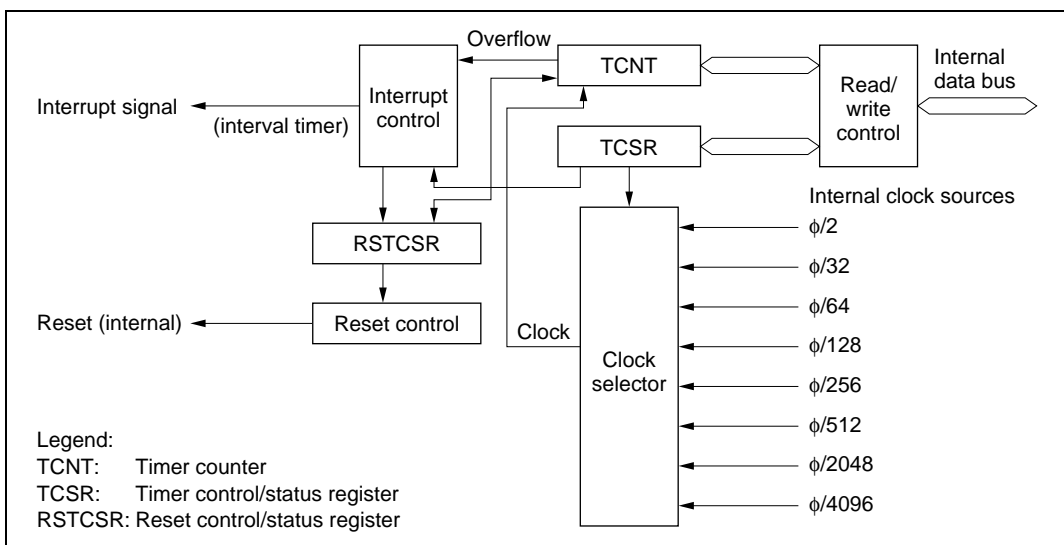 Overflow
TCNT
Interrupt
control
Read/
write
control
Internal
data bus
Interrupt signal
(interval timer)
TCSR
Internal clock sources
RSTCSR
Reset control
Reset (internal)
Clock
Clock
selector
ϕ/2
ϕ/32
ϕ/64
ϕ/128
ϕ/256
ϕ/512
ϕ/2048
ϕ/4096
Legend:
TCNT: Timer counter
TCSR: Timer control/status register
RSTCSR: Reset control/status register